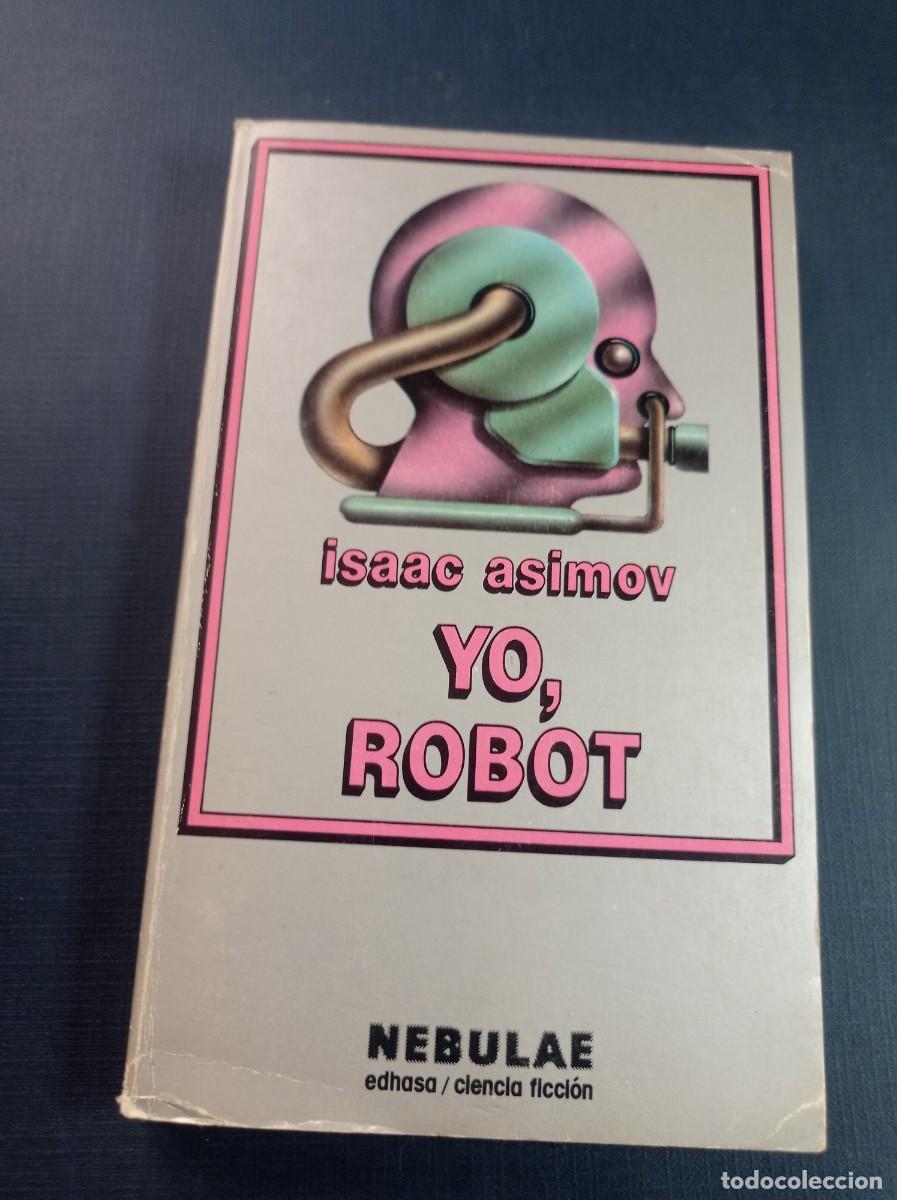 isaac asimov
YO,
ROBOT
NEBULAE
edhasa / ciencia ficción
todocoleccion